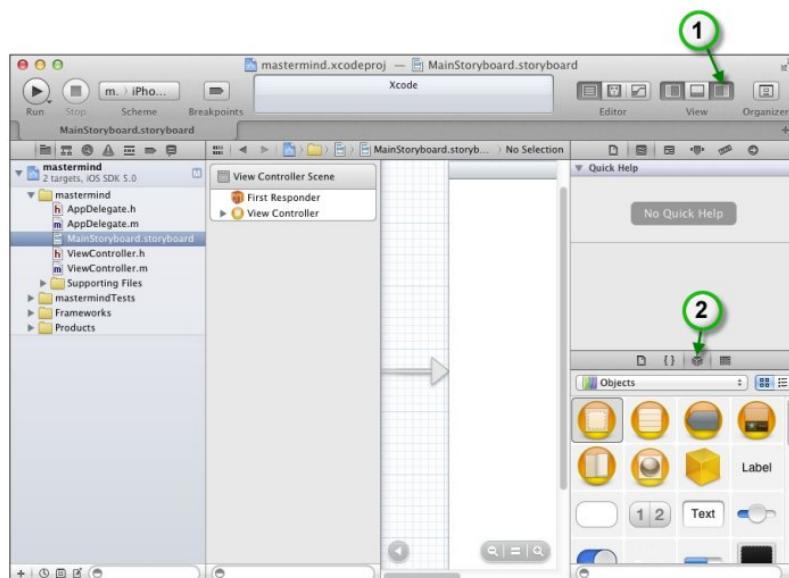 1
mastermind.xcodeproj — MainStoryboard.storyboard
m. › iPho...
Xcode
Run Stop Scheme Breakpoints Editor View Organizer
MainStoryboard.storyboard
MainStoryboard.storyb... No Selection
mastermind
2 targets, iOS SDK 5.0
M
mastermind
h AppDelegate.h
m AppDelegate.m
MainStoryboard.storyboard
h ViewController.h
m ViewController.m
Supporting Files
mastermindTests
Frameworks
Products
View Controller Scene
First Responder
View Controller
Quick Help
No Quick Help
2
{}
Objects
Label
1 2
Text